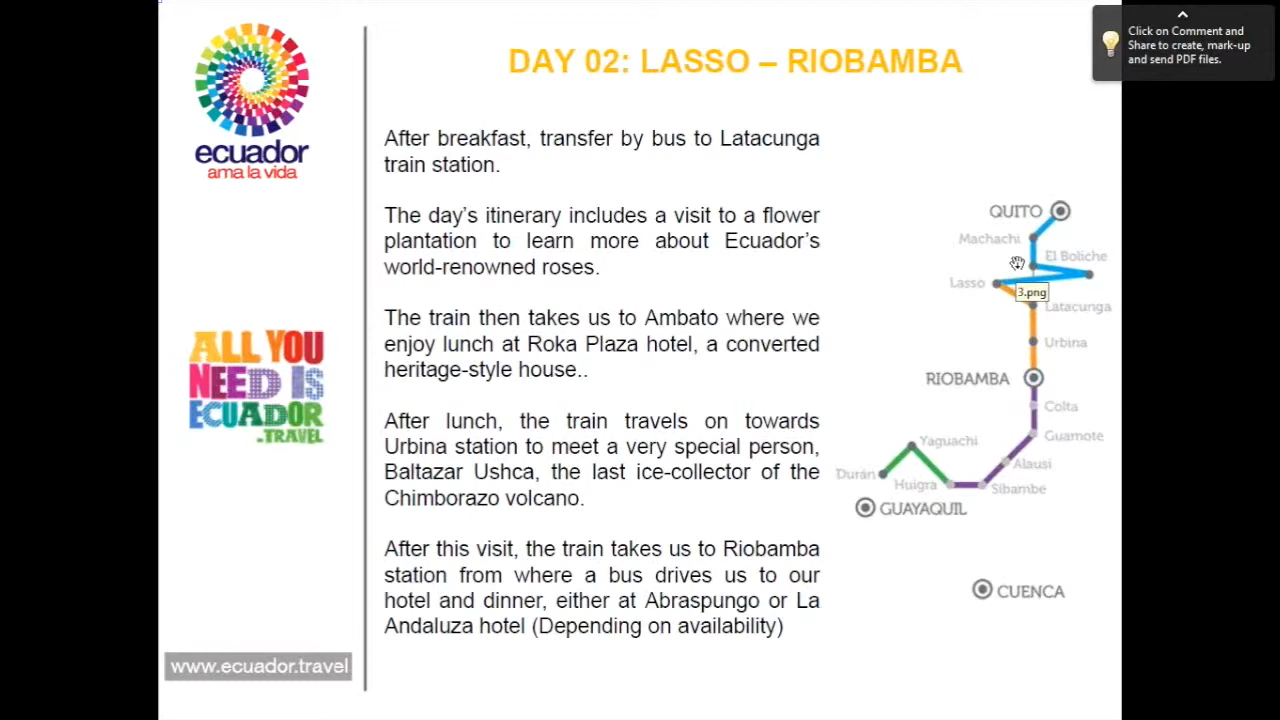 ecuador
ama la vida
ALL YOU
NEED IS
ECUADOR
.TRAVEL
www.ecuador.travel
DAY 02: LASSO – RIOBAMBA
After breakfast, transfer by bus to Latacunga
train station.
The day's itinerary includes a visit to a flower
plantation to learn more about Ecuador's
world-renowned roses.
The train then takes us to Ambato where we
enjoy lunch at Roka Plaza hotel, a converted
heritage-style house..
After lunch, the train travels on towards
Urbina station to meet a very special person,
Baltazar Ushca, the last ice-collector of the
Chimborazo volcano.
After this visit, the train takes us to Riobamba
station from where a bus drives us to our
hotel and dinner, either at Abraspungo or La
Andaluza hotel (Depending on availability)
QUITO
Machachi
El Boliche
Lasso
3.png
Latacunga
Urbina
RIOBAMBA
Colta
Guamote
Yaguachi
Alausi
Durán
Huigra
Sibambe
GUAYAQUIL
CUENCA
Click on Comment and
Share to create, mark-up
and send PDF files.